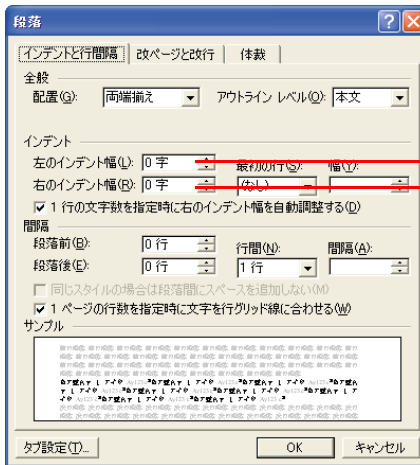 段落
インデントと行間隔 改ページと改行 体裁
全般
配置(G): 両端揃え アウトライン レベル(O): 本文
インデント
左のインデント幅(L): 0 字 最初の行(S): 幅(Y):
右のインデント幅(R): 0 字 (なし)
1 行の文字数を指定時に右のインデント幅を自動調整する(D)
間隔
段落前(B): 0 行 行間(N): 間隔(A):
段落後(E): 0 行 1 行
同じスタイルの場合は段落間にスペースを追加しない(M)
1 ページの行数を指定時に文字を行グリッド線に合わせる(W)
サンプル
タブ設定(T)... OK キャンセル